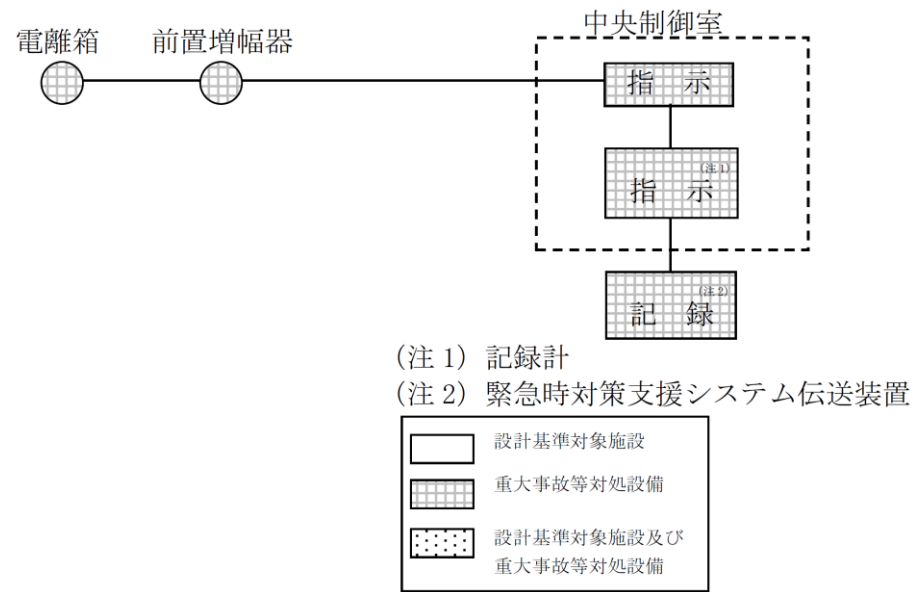 中央制御室
電離箱 前置増幅器
指 示
指 示 (注1)
記 録 (注2)
(注1) 記録計
(注2) 緊急時対策支援システム伝送装置
設計基準対象施設
重大事故等対処設備
設計基準対象施設及び
重大事故等対処設備